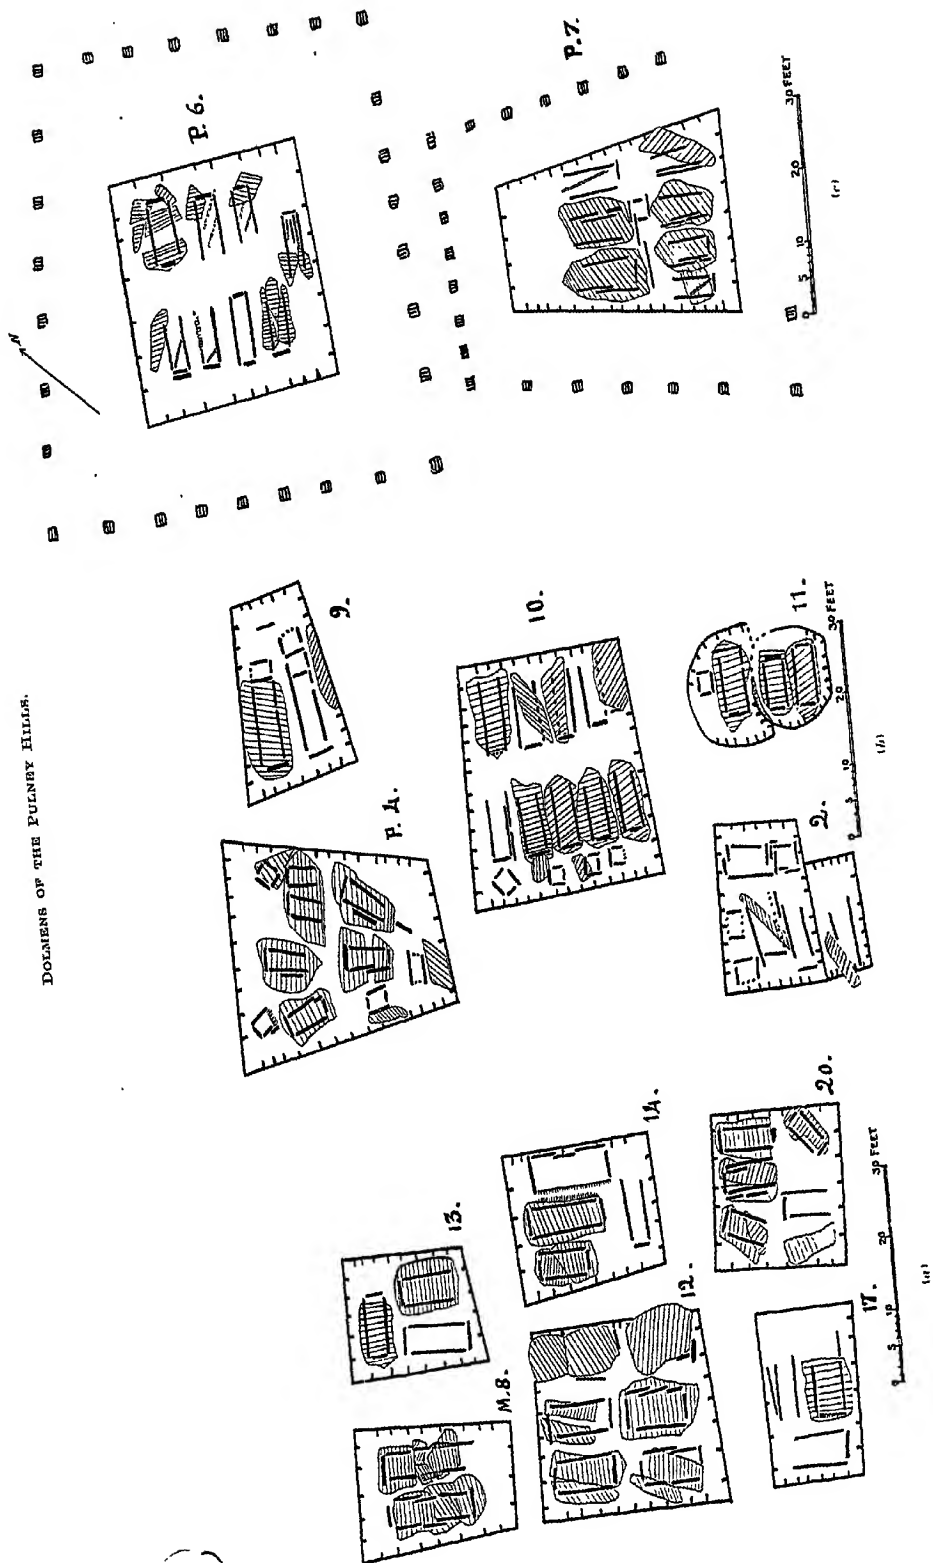 DOLMENS OF THE PULNEY HILLS.
M.8.
13.
12.
14.
17.
20.
0 5 10 20 30 FEET
(a)
P. 4.
9.
10.
2.
11.
0 5 10 20 30 FEET
(b)
N
P. 6.
P. 7.
0 5 10 20 30 FEET
(c)